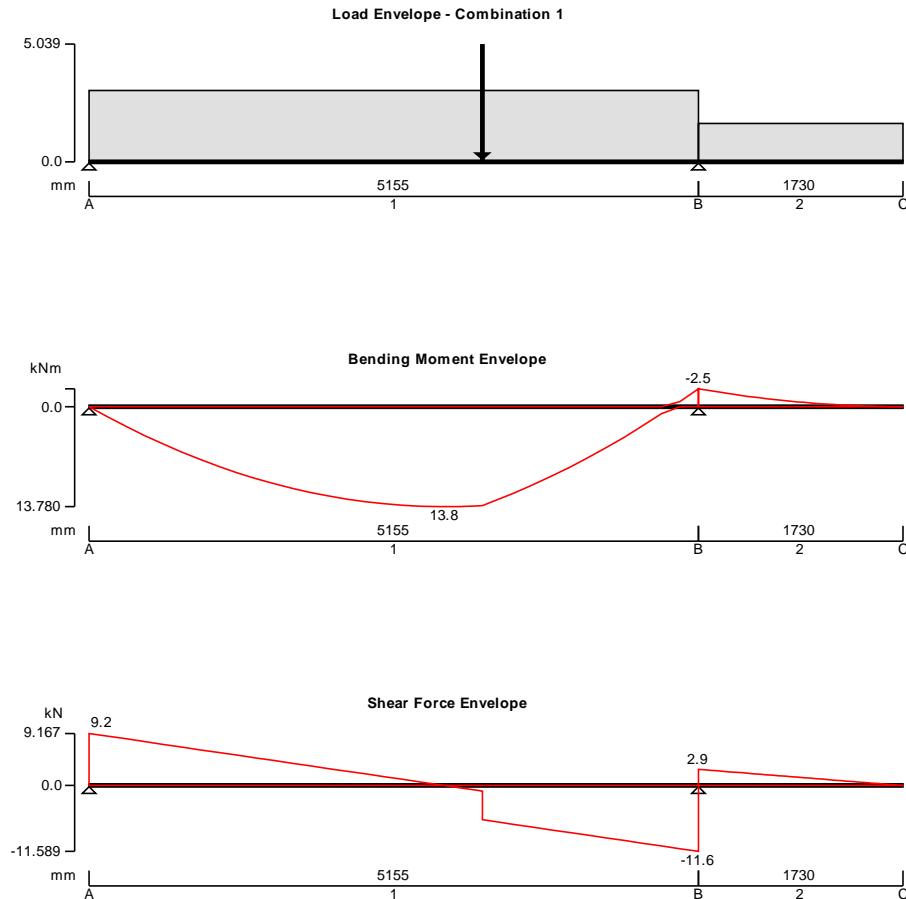 Load Envelope - Combination 1
5.039
0.0
mm
5155
1730
A
1
B
2
C
Bending Moment Envelope
kNm
-2.5
0.0
13.780
13.8
mm
5155
1730
A
1
B
2
C
Shear Force Envelope
kN
9.2
9.167
2.9
0.0
-11.589
-11.6
mm
5155
1730
A
1
B
2
C